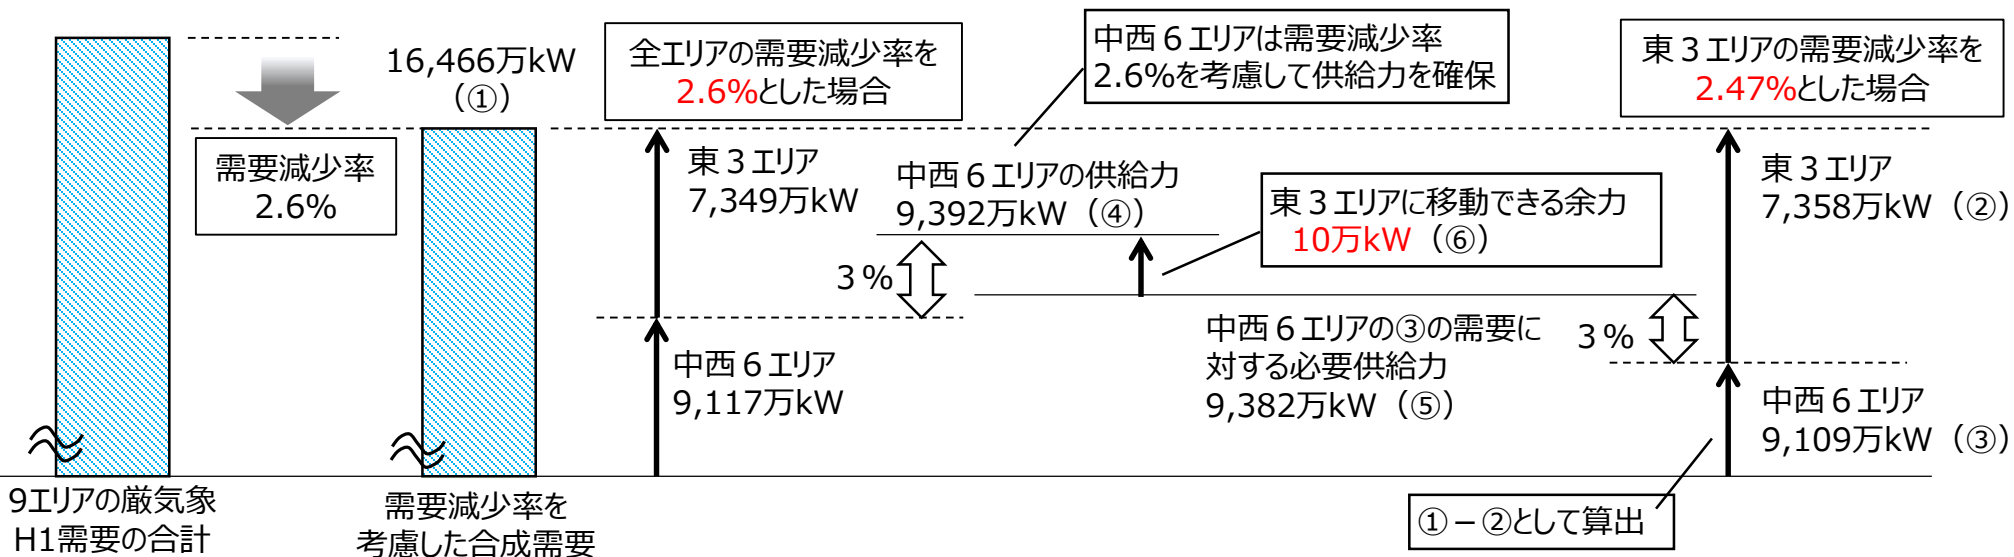 16,466万kW
（①）
需要減少率
2.6%
9エリアの厳気象
H1需要の合計
需要減少率を
考慮した合成需要
全エリアの需要減少率を
2.6%とした場合
東３エリア
7,349万kW
中西６エリア
9,117万kW
中西６エリアは需要減少率
2.6%を考慮して供給力を確保
中西６エリアの供給力
9,392万kW（④）
3％
東３エリアに移動できる余力
10万kW（⑥）
中西６エリアの③の需要に
対する必要供給力
9,382万kW（⑤）
3％
東３エリアの需要減少率を
2.47%とした場合
東３エリア
7,358万kW（②）
中西６エリア
9,109万kW（③）
①－②として算出